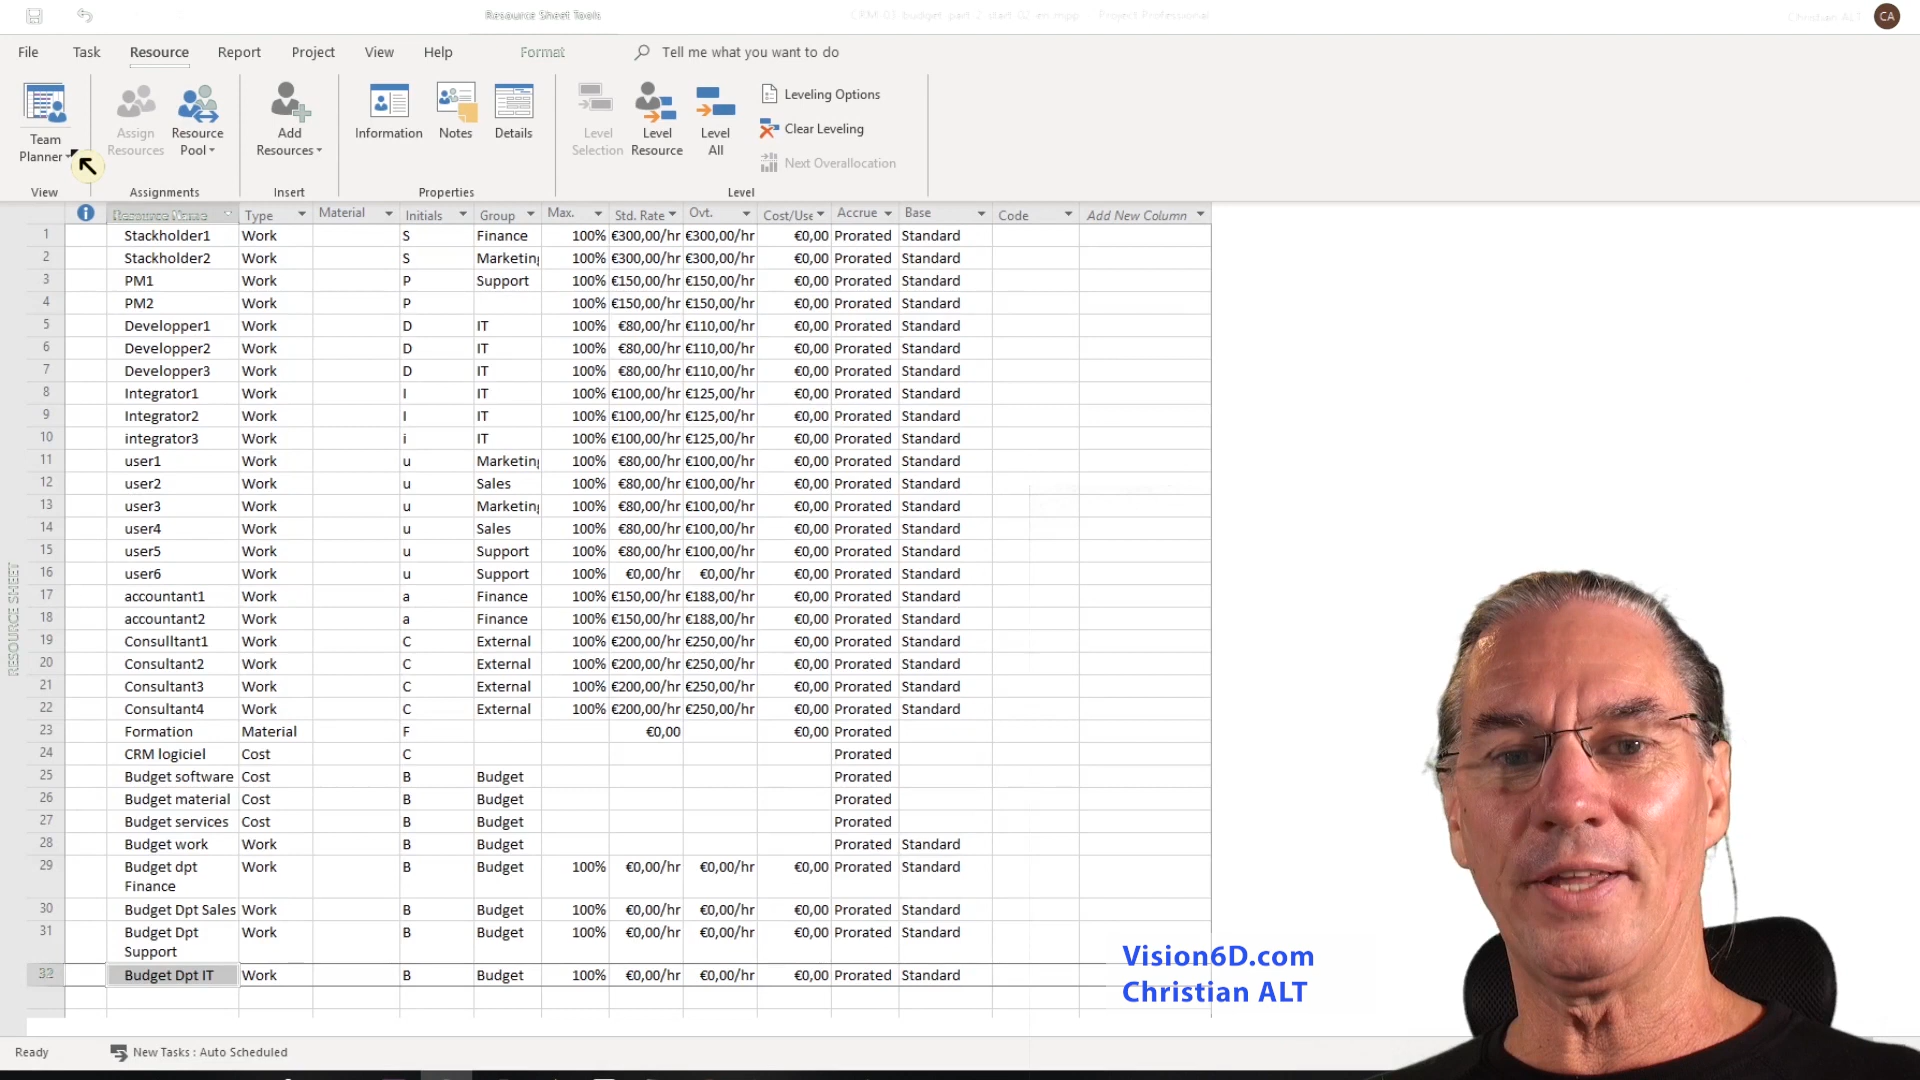 Resource Sheet Tools
CRM-03 budget part 2 start 02 en.mpp - Project Professional
Christian ALT
CA
File Task Resource Report Project View Help Format Tell me what you want to do
Team Planner
Assign Resources
Resource Pool
Add Resources
Information
Notes
Details
Level Selection
Level Resource
Level All
Leveling Options
Clear Leveling
Next Overallocation
View Assignments Insert Properties Level
Resource Name Type Material Initials Group Max. Std. Rate Ovt. Cost/Use Accrue Base Code Add New Column
1 Stackholder1 Work S Finance 100% €300,00/hr €300,00/hr €0,00 Prorated Standard
2 Stackholder2 Work S Marketing 100% €300,00/hr €300,00/hr €0,00 Prorated Standard
3 PM1 Work P Support 100% €150,00/hr €150,00/hr €0,00 Prorated Standard
4 PM2 Work P 100% €150,00/hr €150,00/hr €0,00 Prorated Standard
5 Developper1 Work D IT 100% €80,00/hr €110,00/hr €0,00 Prorated Standard
6 Developper2 Work D IT 100% €80,00/hr €110,00/hr €0,00 Prorated Standard
7 Developper3 Work D IT 100% €80,00/hr €110,00/hr €0,00 Prorated Standard
8 Integrator1 Work I IT 100% €100,00/hr €125,00/hr €0,00 Prorated Standard
9 Integrator2 Work I IT 100% €100,00/hr €125,00/hr €0,00 Prorated Standard
10 integrator3 Work i IT 100% €100,00/hr €125,00/hr €0,00 Prorated Standard
11 user1 Work u Marketing 100% €80,00/hr €100,00/hr €0,00 Prorated Standard
12 user2 Work u Sales 100% €80,00/hr €100,00/hr €0,00 Prorated Standard
13 user3 Work u Marketing 100% €80,00/hr €100,00/hr €0,00 Prorated Standard
14 user4 Work u Sales 100% €80,00/hr €100,00/hr €0,00 Prorated Standard
15 user5 Work u Support 100% €80,00/hr €100,00/hr €0,00 Prorated Standard
16 user6 Work u Support 100% €0,00/hr €0,00/hr €0,00 Prorated Standard
17 accountant1 Work a Finance 100% €150,00/hr €188,00/hr €0,00 Prorated Standard
18 accountant2 Work a Finance 100% €150,00/hr €188,00/hr €0,00 Prorated Standard
19 Consulltant1 Work C External 100% €200,00/hr €250,00/hr €0,00 Prorated Standard
20 Consultant2 Work C External 100% €200,00/hr €250,00/hr €0,00 Prorated Standard
21 Consultant3 Work C External 100% €200,00/hr €250,00/hr €0,00 Prorated Standard
22 Consultant4 Work C External 100% €200,00/hr €250,00/hr €0,00 Prorated Standard
23 Formation Material F €0,00 €0,00 Prorated
24 CRM logiciel Cost C Prorated
25 Budget software Cost B Budget Prorated
26 Budget material Cost B Budget Prorated
27 Budget services Cost B Budget Prorated
28 Budget work Work B Budget Prorated Standard
29 Budget dpt Finance Work B Budget 100% €0,00/hr €0,00/hr €0,00 Prorated Standard
30 Budget Dpt Sales Work B Budget 100% €0,00/hr €0,00/hr €0,00 Prorated Standard
31 Budget Dpt Support Work B Budget 100% €0,00/hr €0,00/hr €0,00 Prorated Standard
32 Budget Dpt IT Work B Budget 100% €0,00/hr €0,00/hr €0,00 Prorated Standard
RESOURCE SHEET
Vision6D.com
Christian ALT
Ready New Tasks : Auto Scheduled